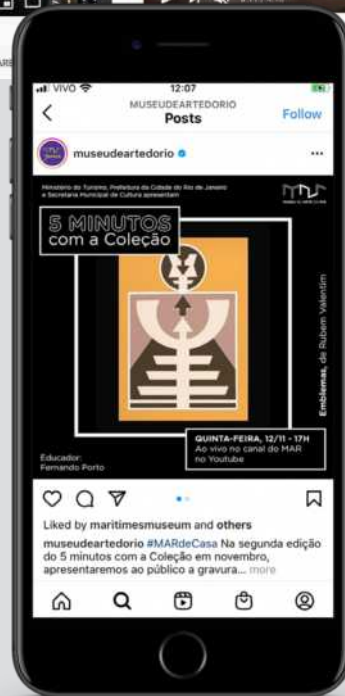 VIVO
12:07
MUSEUDEARTEDORIO
Posts
Follow
museudeartedorio
Ministério do Turismo, Prefeitura da Cidade do Rio de Janeiro
e Secretaria Municipal de Cultura apresentam
5 MINUTOS
com a Coleção
Emblemas, de Rubem Valentim
QUINTA-FEIRA, 12/11 - 17H
Ao vivo no canal do MAR
no Youtube
Educador:
Fernando Porto
Liked by maritimesmuseum and others
museudeartedorio #MARdeCasa Na segunda edição
do 5 minutos com a Coleção em novembro,
apresentaremos ao público a gravura... more